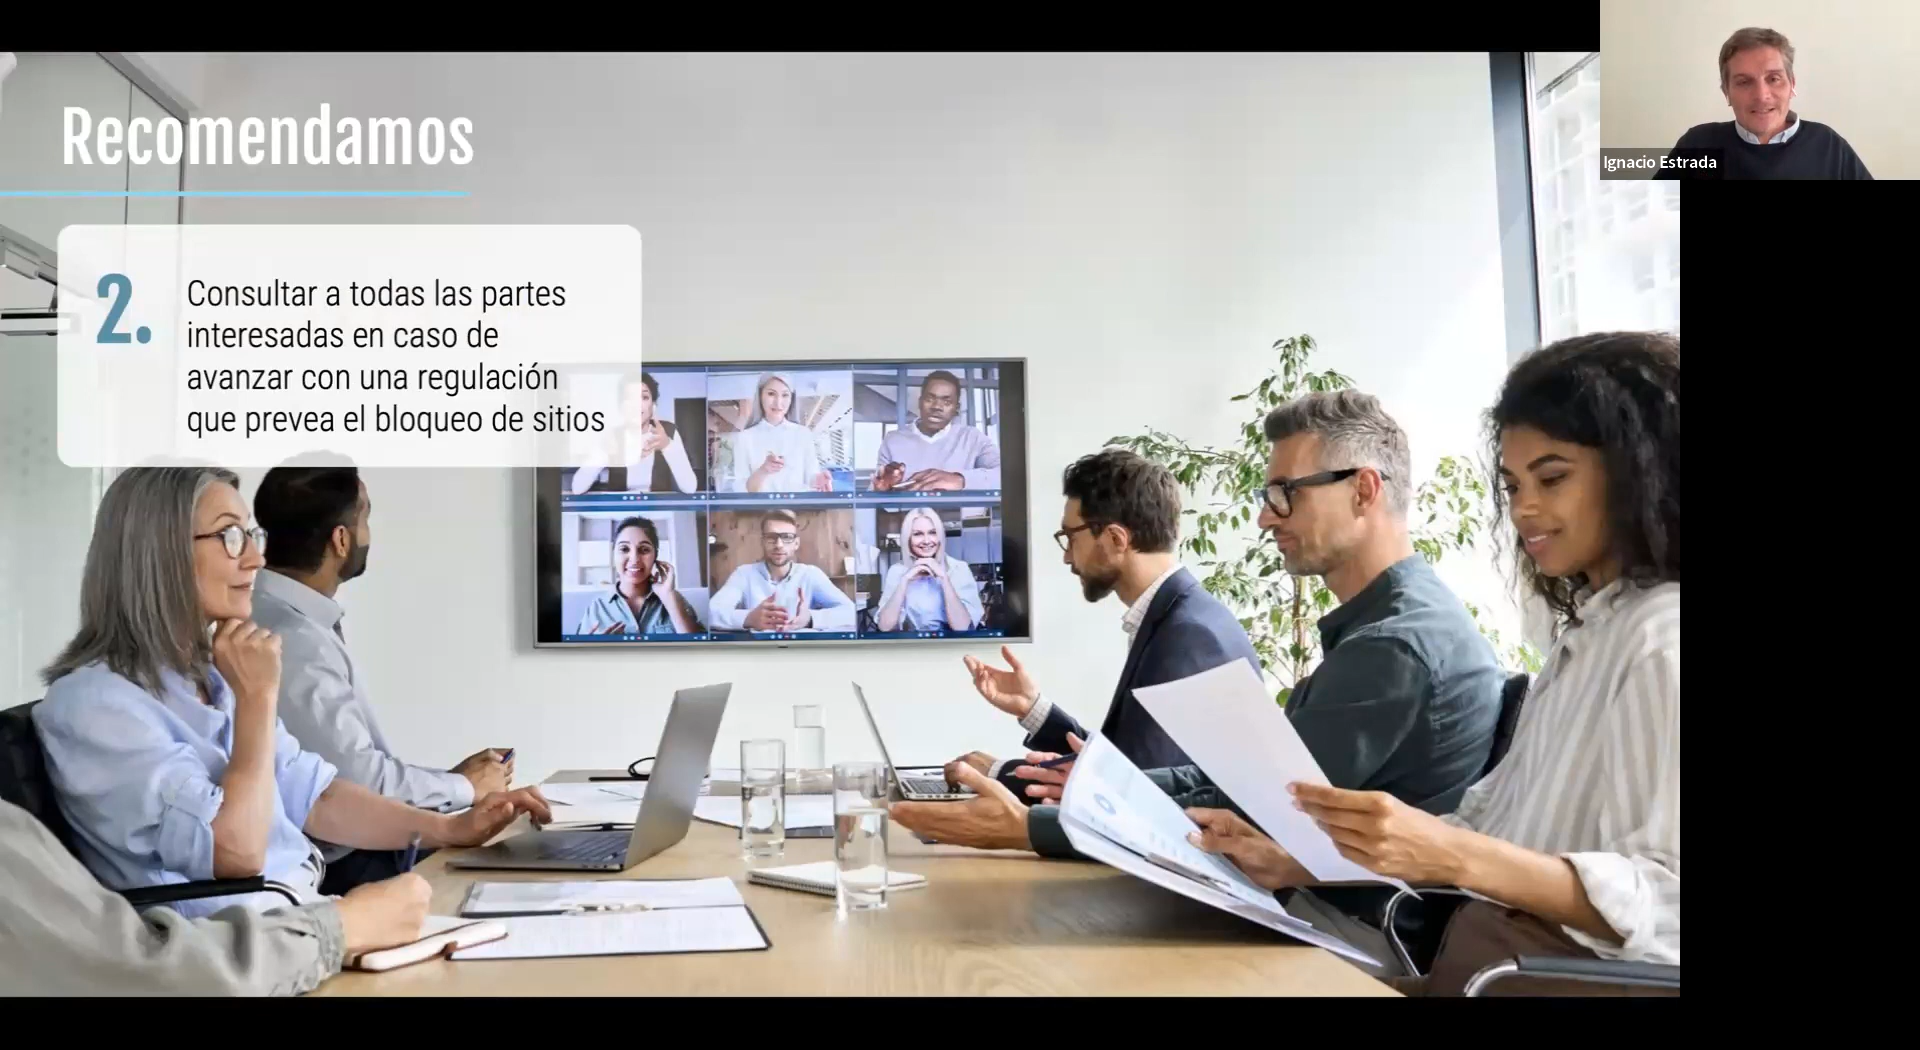 Recomendamos
2.
Consultar a todas las partes
interesadas en caso de
avanzar con una regulación
que prevea el bloqueo de sitios
Ignacio Estrada